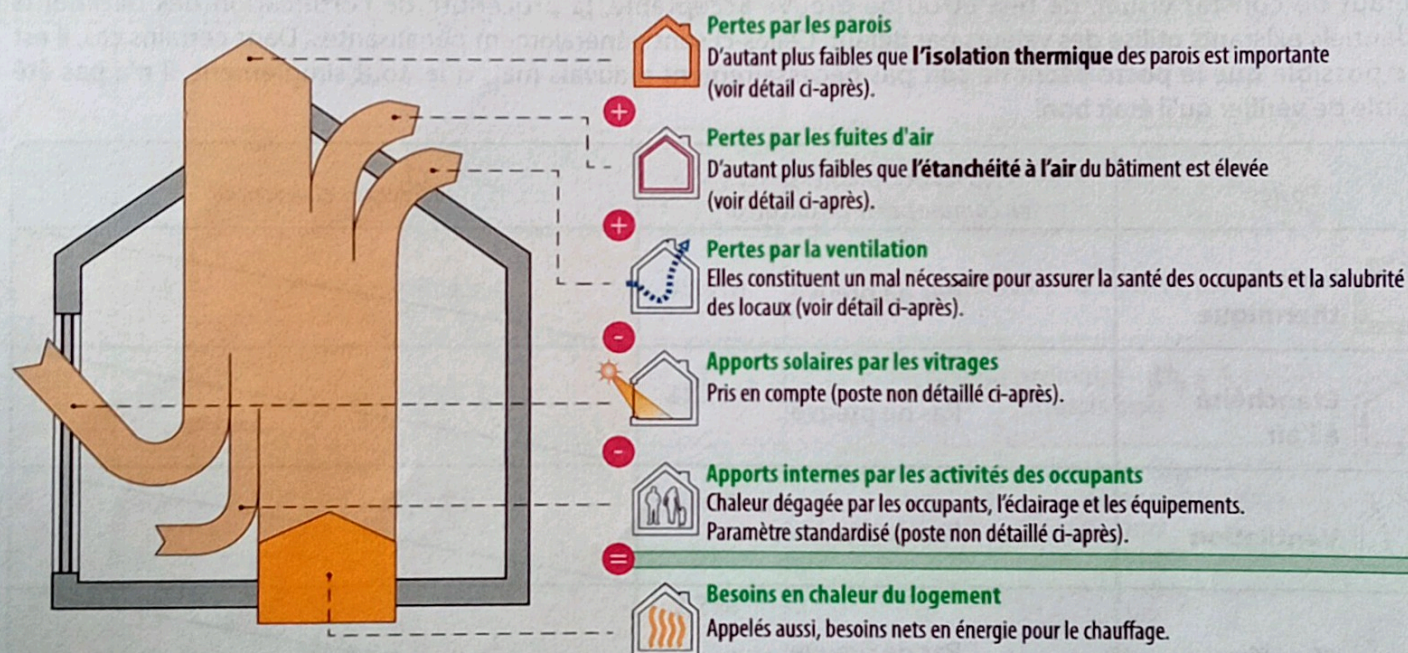 Pertes par les parois
D'autant plus faibles que l'isolation thermique des parois est importante
(voir détail ci-après).
+
Pertes par les fuites d'air
D'autant plus faibles que l'étanchéité à l'air du bâtiment est élevée
(voir détail ci-après).
+
Pertes par la ventilation
Elles constituent un mal nécessaire pour assurer la santé des occupants et la salubrité
des locaux (voir détail ci-après).
-
Apports solaires par les vitrages
Pris en compte (poste non détaillé ci-après).
-
Apports internes par les activités des occupants
Chaleur dégagée par les occupants, l'éclairage et les équipements.
Paramètre standardisé (poste non détaillé ci-après).
=
Besoins en chaleur du logement
Appelés aussi, besoins nets en énergie pour le chauffage.